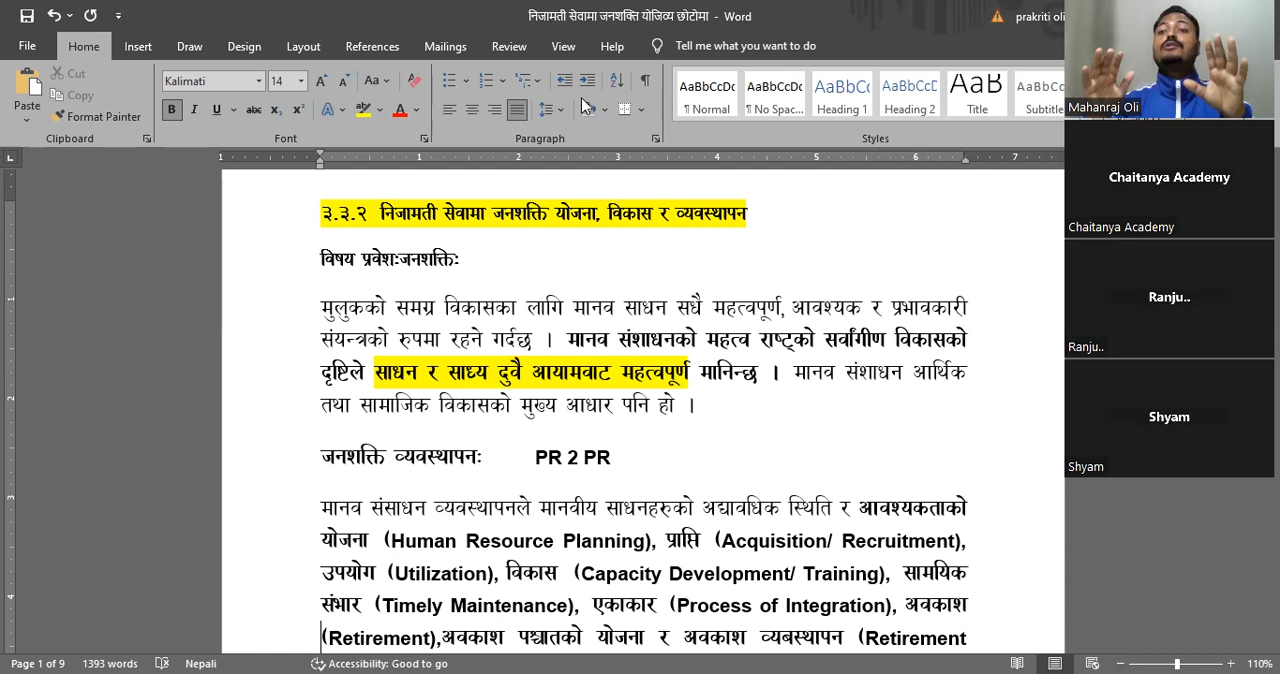 निजामती सेवामा जनशक्ति योजिव्य छोटोमा - Word
prakriti oli
File Home Insert Draw Design Layout References Mailings Review View Help Tell me what you want to do
Cut
Copy
Paste
Format Painter
Kalimati 14
Clipboard Font Paragraph Styles
AaBbCcDc AaBbCcDc AaBbCc AaBbCcD AaB AaBbCcD
¶ Normal ¶ No Spac... Heading 1 Heading 2 Title Subtitle
३.३.२ निजामती सेवामा जनशक्ति योजना, विकास र व्यवस्थापन
विषय प्रवेशःजनशक्तिः
मुलुकको समग्र विकासका लागि मानव साधन सधै महत्वपूर्ण, आवश्यक र प्रभावकारी
संयन्त्रको रुपमा रहने गर्दछ । मानव संशाधनको महत्व राष्ट्को सर्वांगीण विकासको
दृष्टिले साधन र साध्य दुवै आयामवाट महत्वपूर्ण मानिन्छ । मानव संशाधन आर्थिक
तथा सामाजिक विकासको मुख्य आधार पनि हो ।
जनशक्ति व्यवस्थापनः PR 2 PR
मानव संसाधन व्यवस्थापनले मानवीय साधनहरुको अद्यावधिक स्थिति र आवश्यकताको
योजना (Human Resource Planning), प्राप्ति (Acquisition/ Recruitment),
उपयोग (Utilization), विकास (Capacity Development/ Training), सामयिक
संभार (Timely Maintenance), एकाकार (Process of Integration), अवकाश
(Retirement),अवकाश पश्चातको योजना र अवकाश व्यबस्थापन (Retirement
Page 1 of 9 1393 words Nepali Accessibility: Good to go 110%
Mahanraj Oli
Chaitanya Academy
Chaitanya Academy
Ranju..
Ranju..
Shyam
Shyam